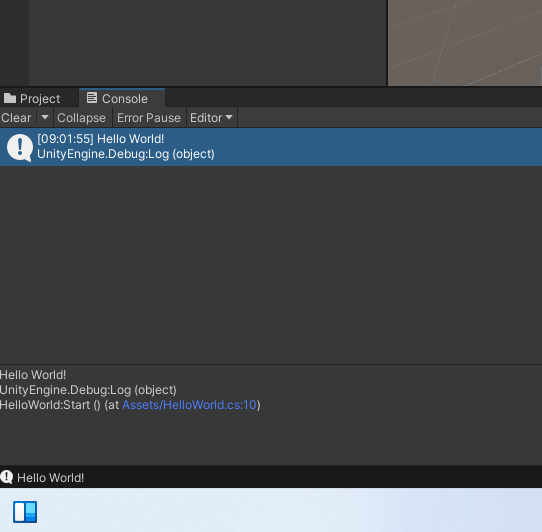 Project Console
Clear Collapse Error Pause Editor
[09:01:55] Hello World!
UnityEngine.Debug:Log (object)
Hello World!
UnityEngine.Debug:Log (object)
HelloWorld:Start () (at Assets/HelloWorld.cs:10)
Hello World!